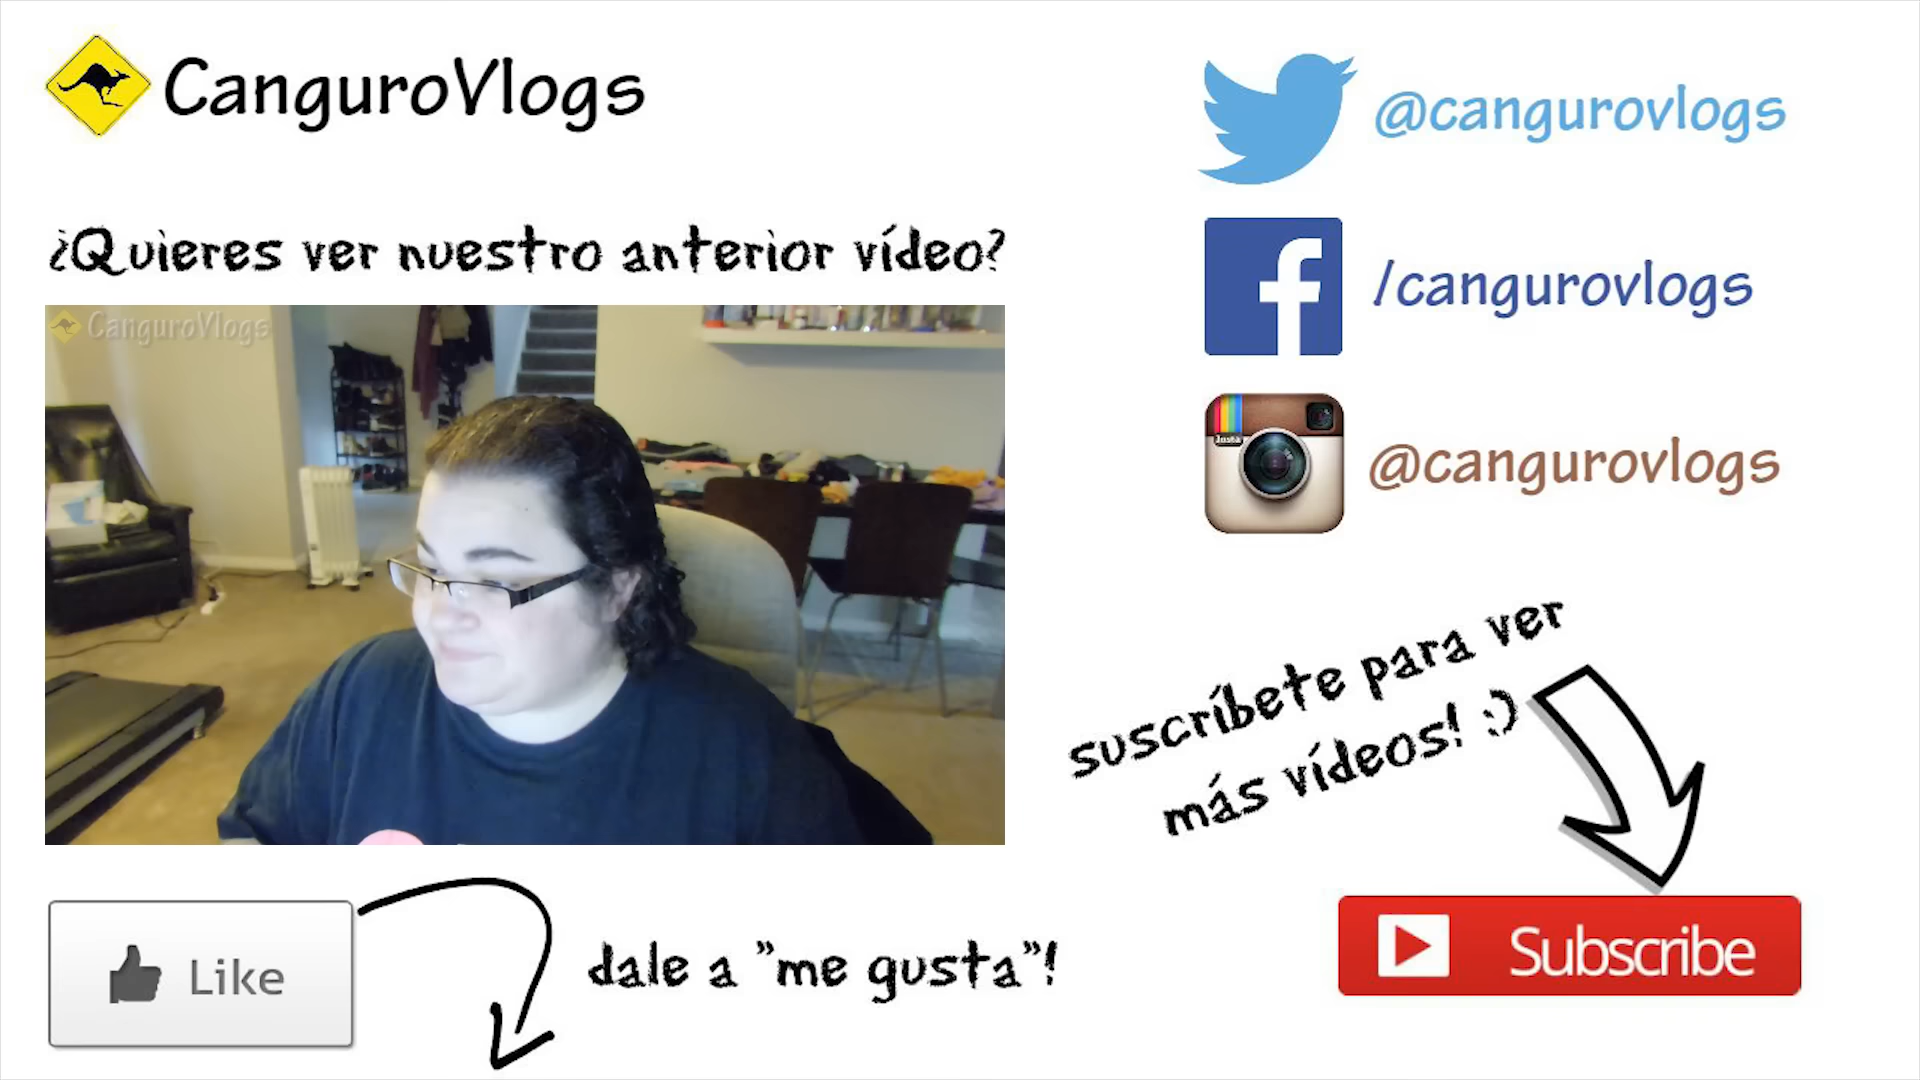 CanguroVlogs
@cangurovlogs
¿Quieres ver nuestro anterior vídeo?
/cangurovlogs
CanguroVlogs
Insta
@cangurovlogs
suscríbete para ver
más vídeos! :)
Like
dale a "me gusta"!
Subscribe